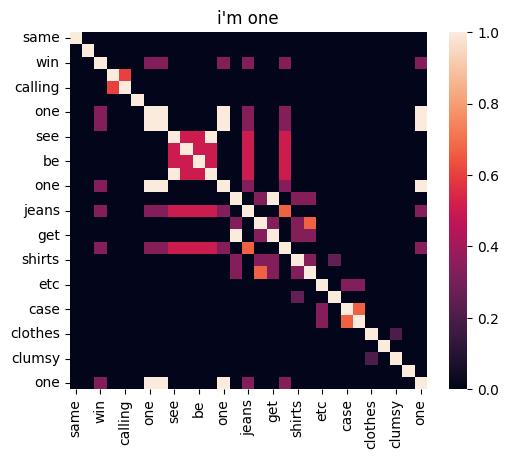 i'm one
same
win
calling
one
see
be
one
jeans
get
shirts
etc
case
clothes
clumsy
one
1.0
0.8
0.6
0.4
0.2
0.0
same
win
calling
one
see
be
one
jeans
get
shirts
etc
case
clothes
clumsy
one